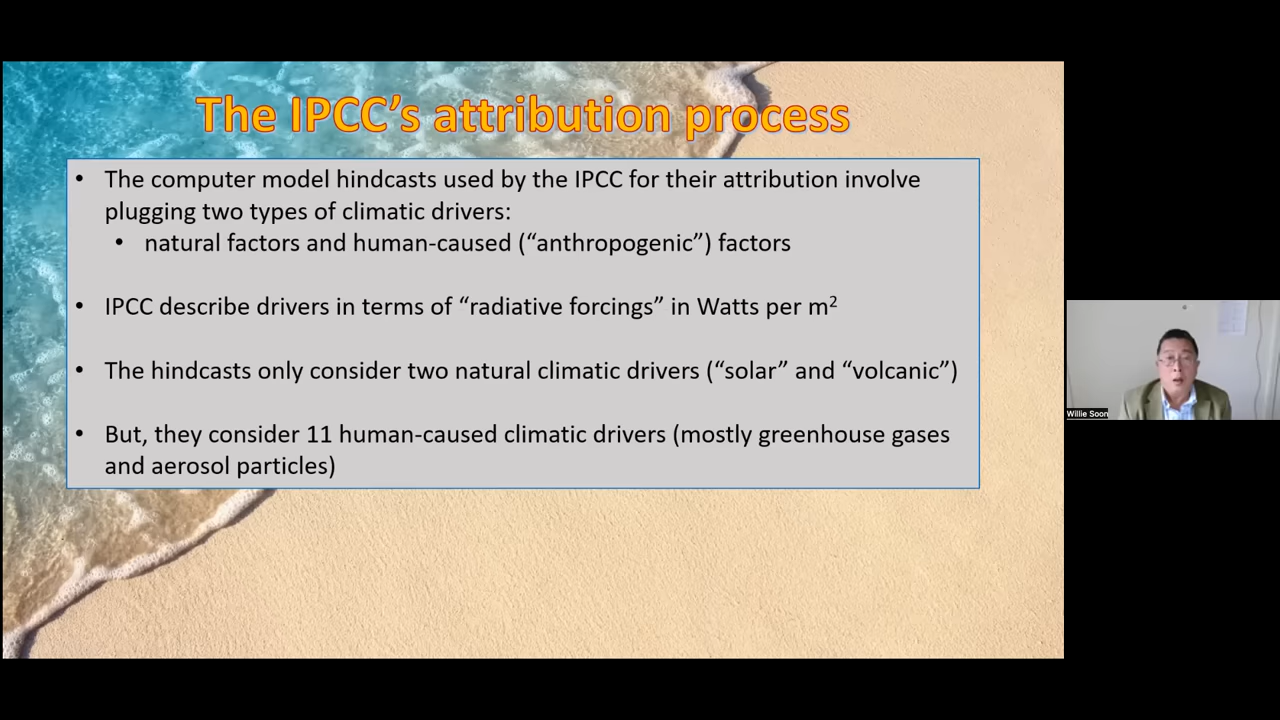 The IPCC's attribution process
• The computer model hindcasts used by the IPCC for their attribution involve
plugging two types of climatic drivers:
• natural factors and human-caused (“anthropogenic”) factors
• IPCC describe drivers in terms of “radiative forcings” in Watts per m²
• The hindcasts only consider two natural climatic drivers (“solar” and “volcanic”)
• But, they consider 11 human-caused climatic drivers (mostly greenhouse gases
and aerosol particles)
Willie Soon